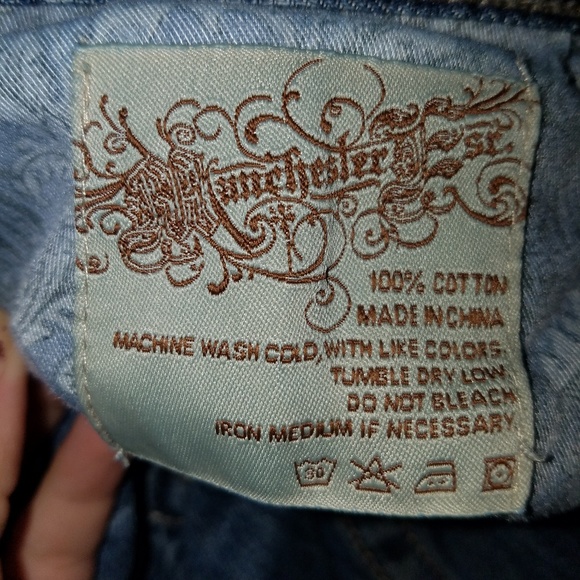 Manchester Dese
100% COTTON
MADE IN CHINA
MACHINE WASH COLD, WITH LIKE COLORS.
TUMBLE DRY LOW
DO NOT BLEACH
IRON MEDIUM IF NECESSARY
30